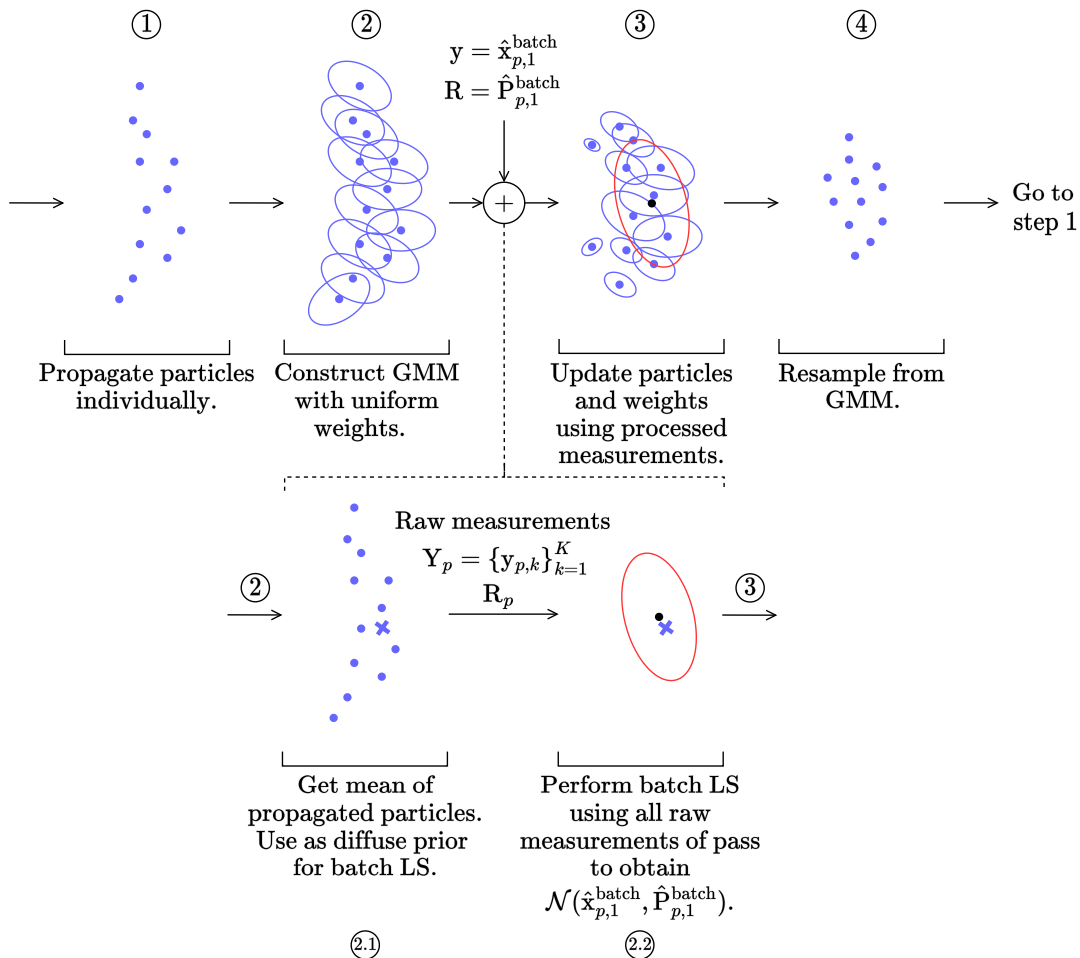 ① ② ③ ④
y = x̂_{p,1}^{batch}
R = P̂_{p,1}^{batch}
+
Go to
step 1
Propagate particles
individually.
Construct GMM
with uniform
weights.
Update particles
and weights
using processed
measurements.
Resample from
GMM.
②
Raw measurements
Y_p = {y_{p,k}}_{k=1}^{K}
R_p
③
Get mean of
propagated particles.
Use as diffuse prior
for batch LS.
Perform batch LS
using all raw
measurements of pass
to obtain
𝒩(x̂_{p,1}^{batch}, P̂_{p,1}^{batch}).
2.1
2.2